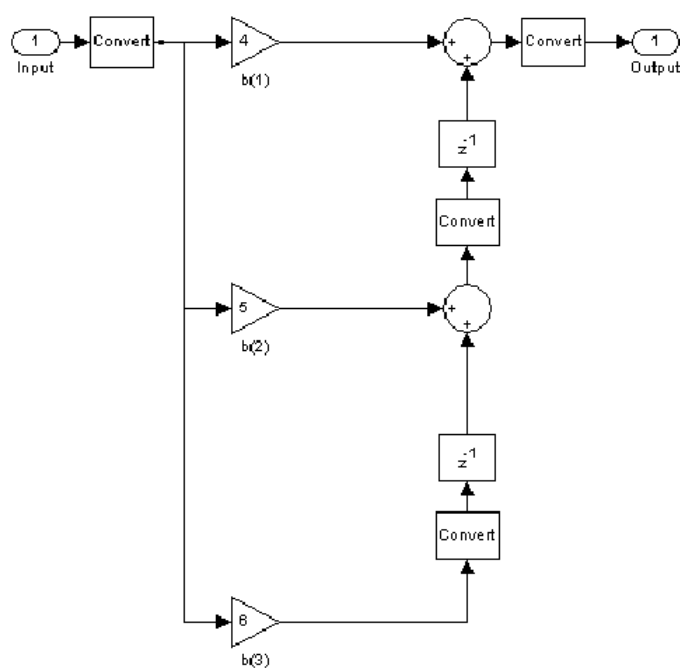 1
Input
Convert
4
b(1)
+
+
Convert
1
Output
z-1
Convert
5
b(2)
+
+
z-1
Convert
6
b(3)